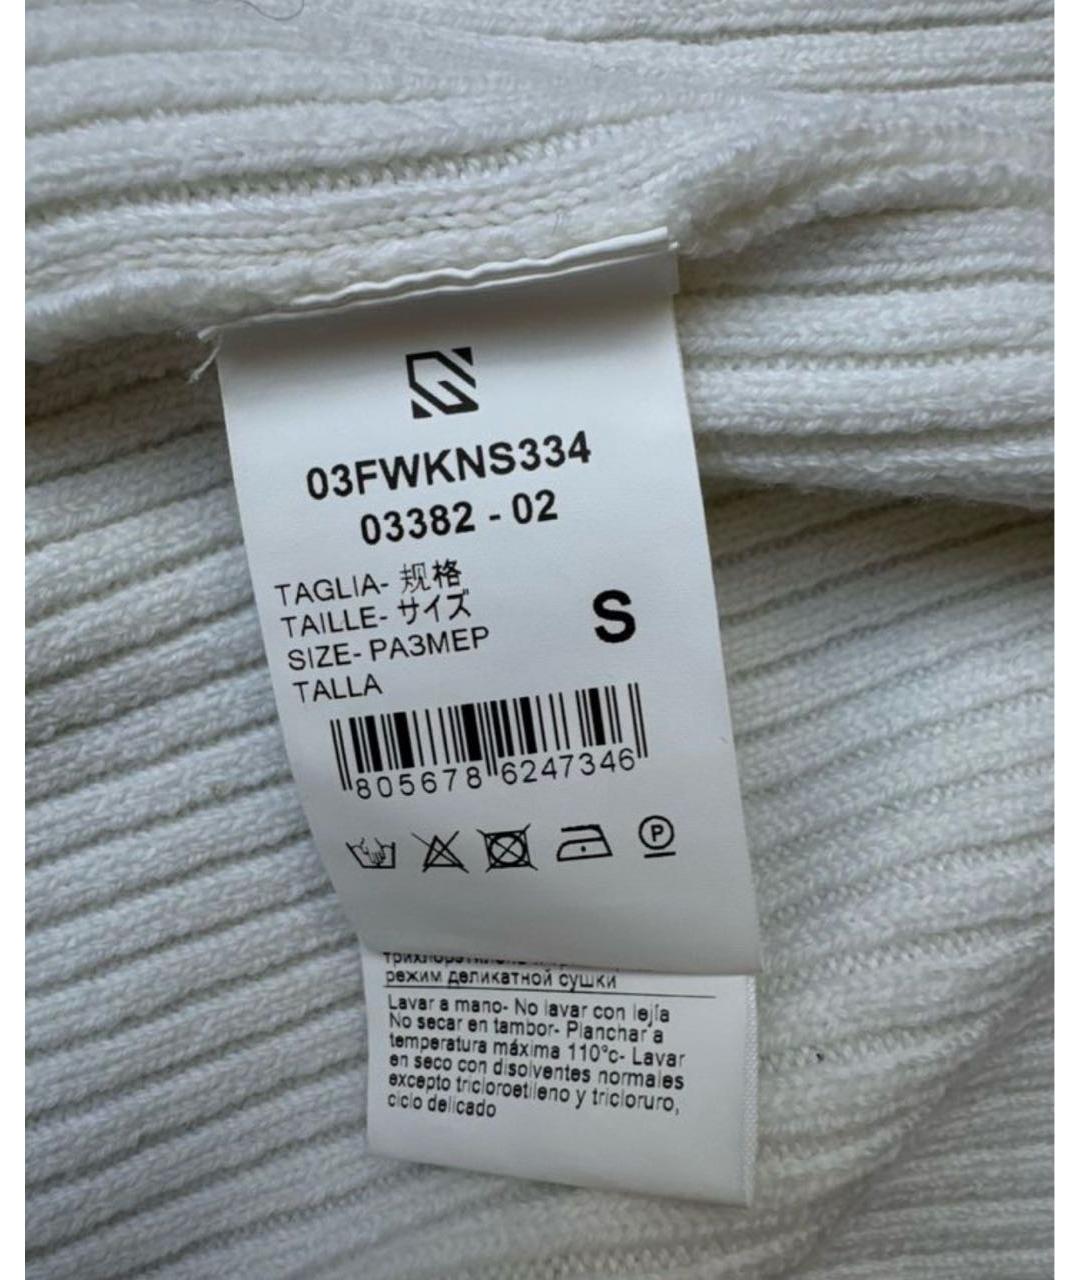 03FWKNS334
03382 - 02
TAGLIA- 规格
TAILLE- サイズ
SIZE- РАЗМЕР
TALLA
S
805678 6247346
P
режим деликатной сушки
Lavar a mano- No lavar con lejía
No secar en tambor- Planchar a
temperatura máxima 110°c- Lavar
en seco con disolventes normales
excepto tricloroetileno y tricloruro,
ciclo delicado